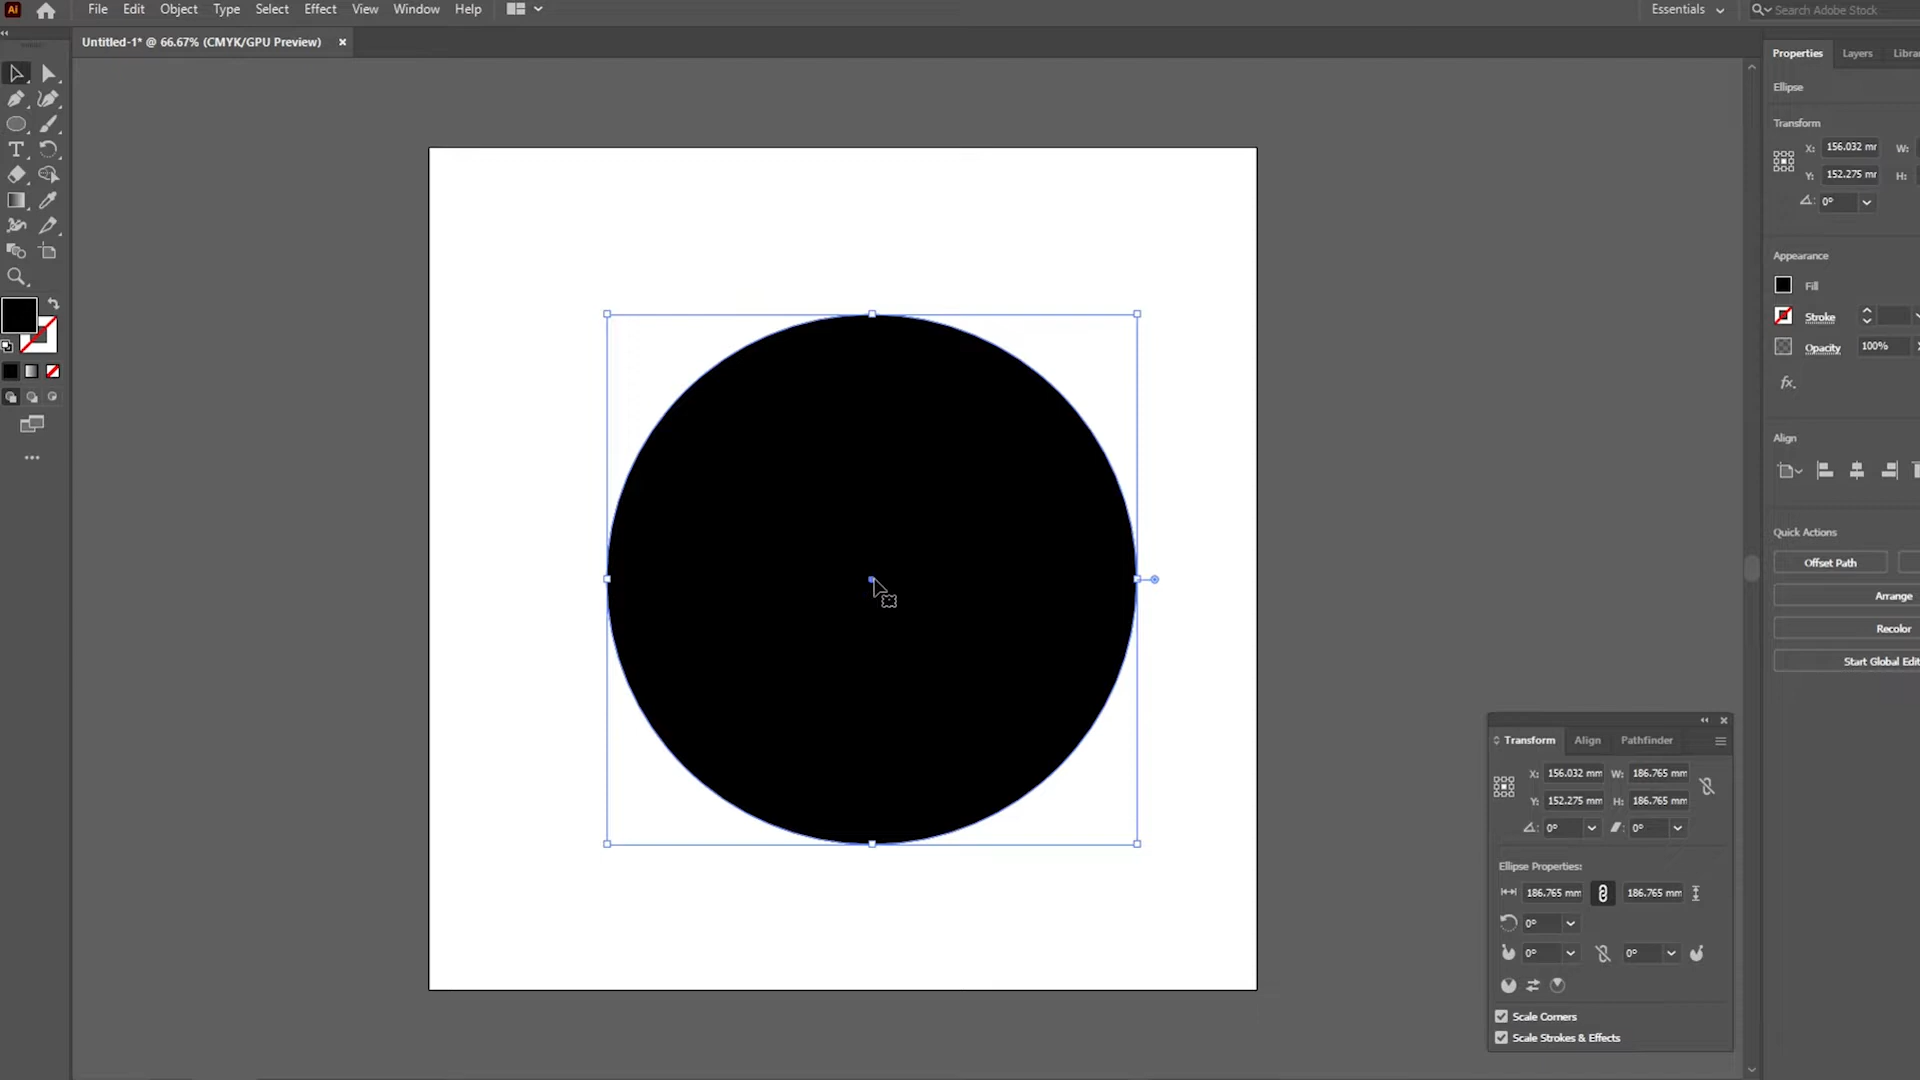 Ai File Edit Object Type Select Effect View Window Help Essentials Search Adobe Stock
Untitled-1* @ 66.67% (CMYK/GPU Preview) ×
Properties Layers Librar
Ellipse
Transform
X: 156.032 mm W:
Y: 152.275 mm H:
0°
Appearance
Fill
Stroke
Opacity 100%
fx.
Align
Quick Actions
Offset Path
Arrange
Recolor
Start Global Edit
Transform Align Pathfinder
X: 156.032 mm W: 186.765 mm
Y: 152.275 mm H: 186.765 mm
0° 0°
Ellipse Properties:
186.765 mm 186.765 mm
0°
0° 0°
Scale Corners
Scale Strokes & Effects